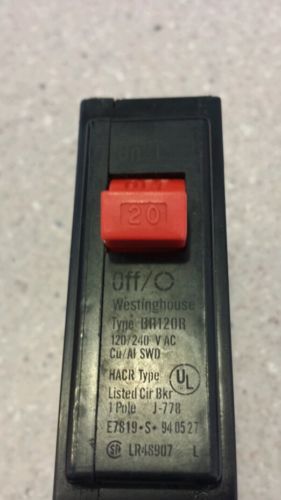 20
Off/O
Westinghouse
Type BR120R
120/240 V AC
Cu/Al SWD
HACR Type
UL
Listed Cir Bkr
1 Pole J-778
E7819•S• 940527
LR48907 L